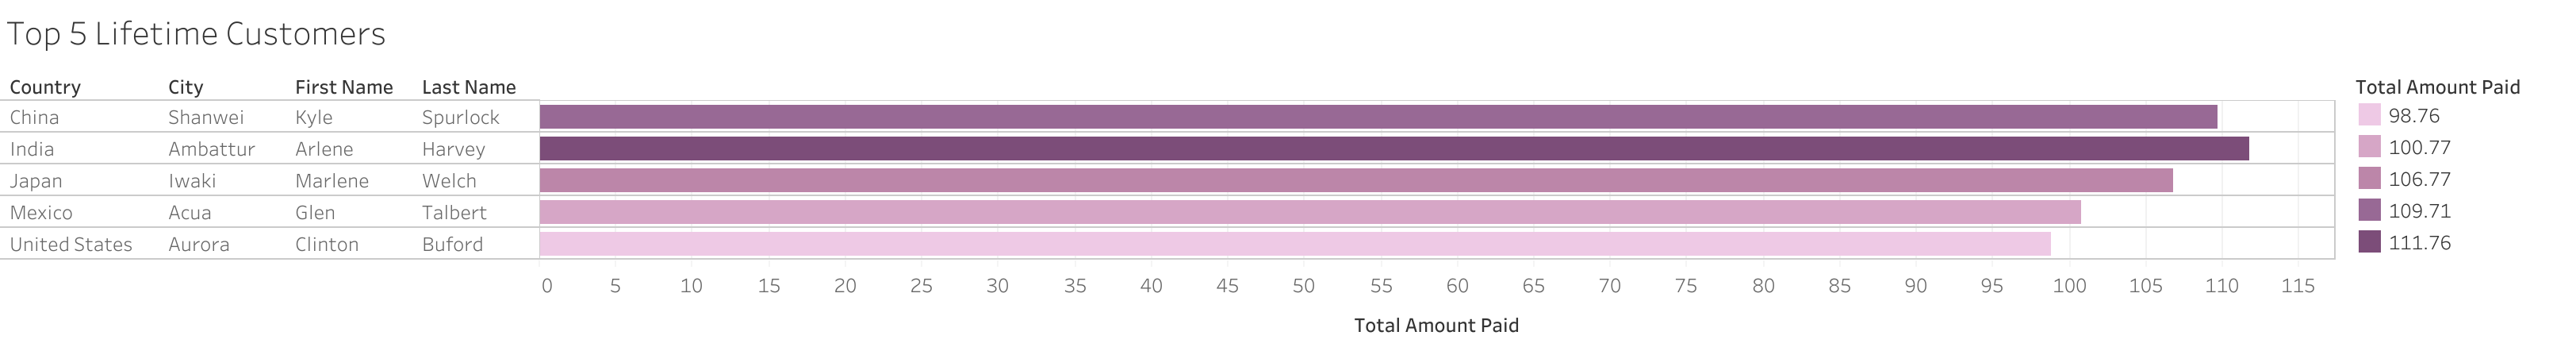 Top 5 Lifetime Customers
Country City First Name Last Name Total Amount Paid
China Shanwei Kyle Spurlock 98.76
India Ambattur Arlene Harvey 100.77
Japan Iwaki Marlene Welch 106.77
Mexico Acua Glen Talbert 109.71
United States Aurora Clinton Buford 111.76
0 5 10 15 20 25 30 35 40 45 50 55 60 65 70 75 80 85 90 95 100 105 110 115
Total Amount Paid